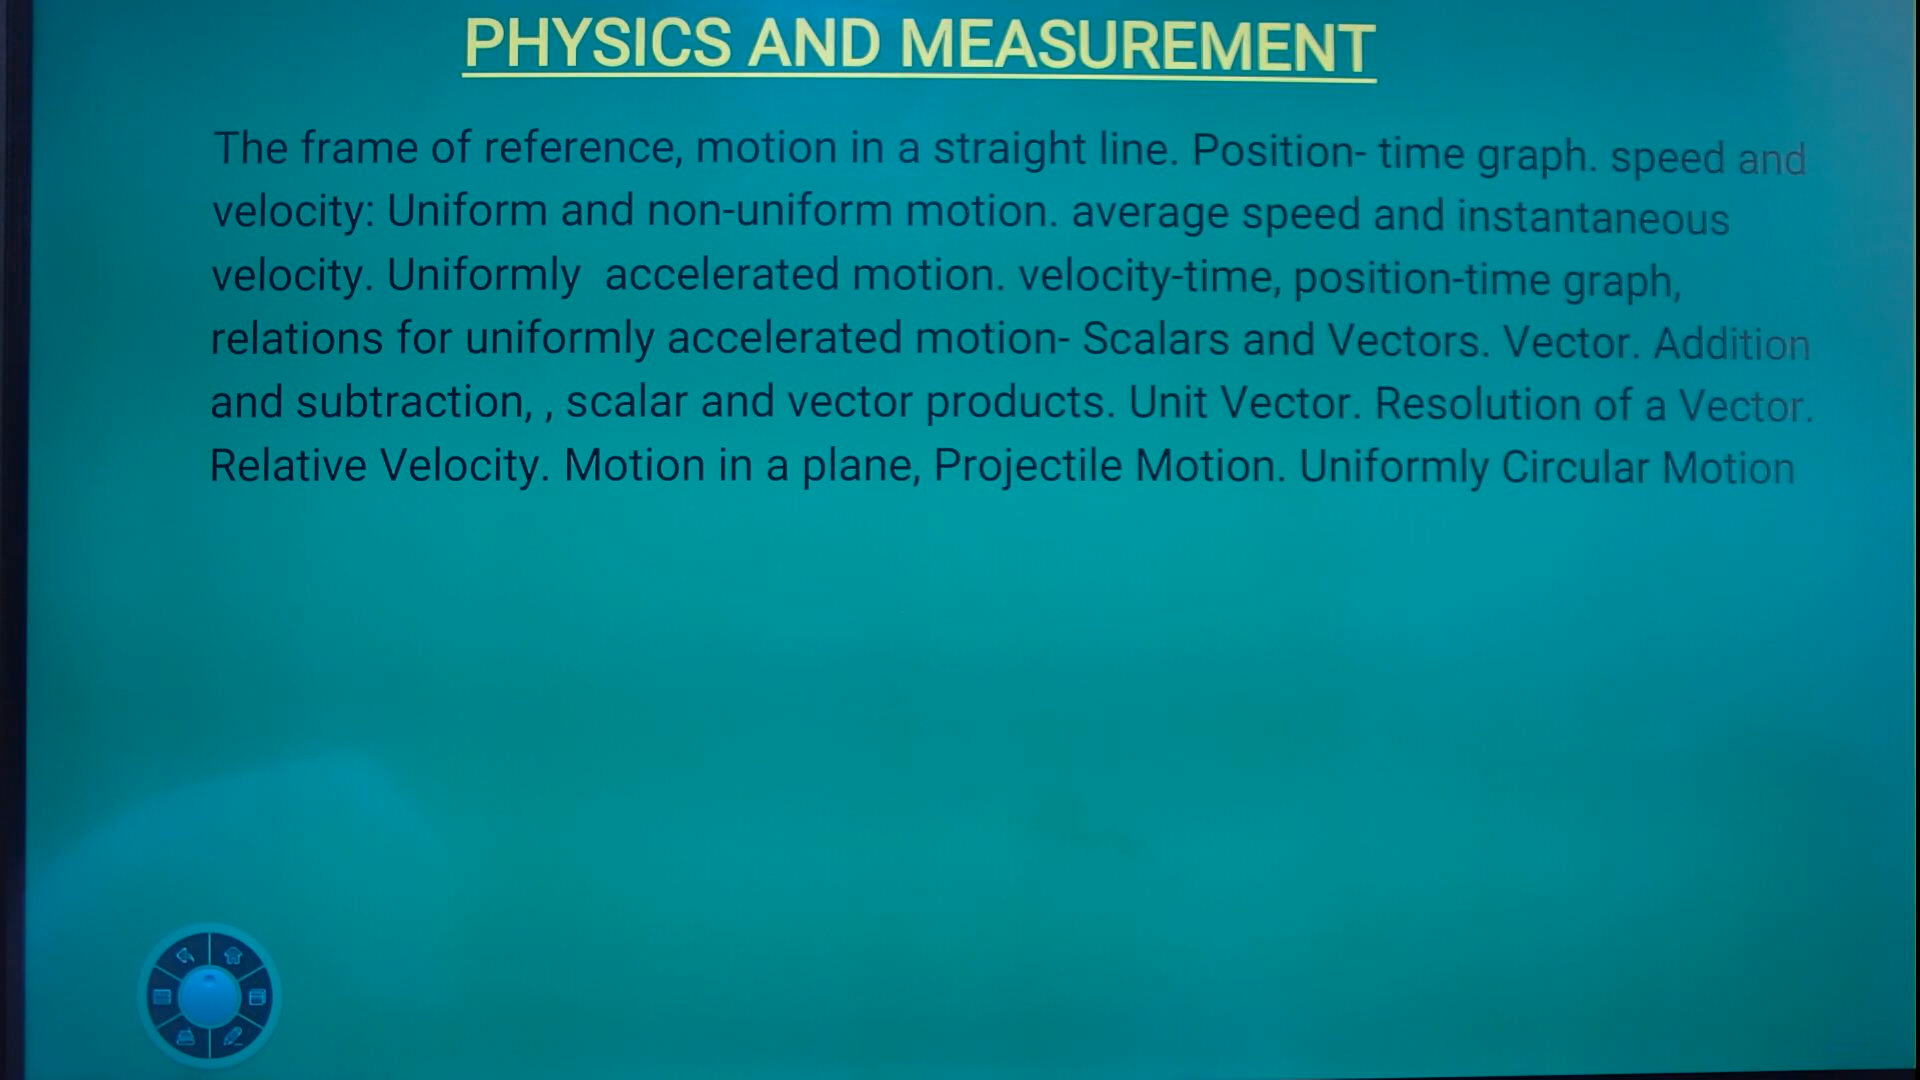 PHYSICS AND MEASUREMENT
The frame of reference, motion in a straight line. Position- time graph. speed and
velocity: Uniform and non-uniform motion. average speed and instantaneous
velocity. Uniformly  accelerated motion. velocity-time, position-time graph,
relations for uniformly accelerated motion- Scalars and Vectors. Vector. Addition
and subtraction, , scalar and vector products. Unit Vector. Resolution of a Vector.
Relative Velocity. Motion in a plane, Projectile Motion. Uniformly Circular Motion